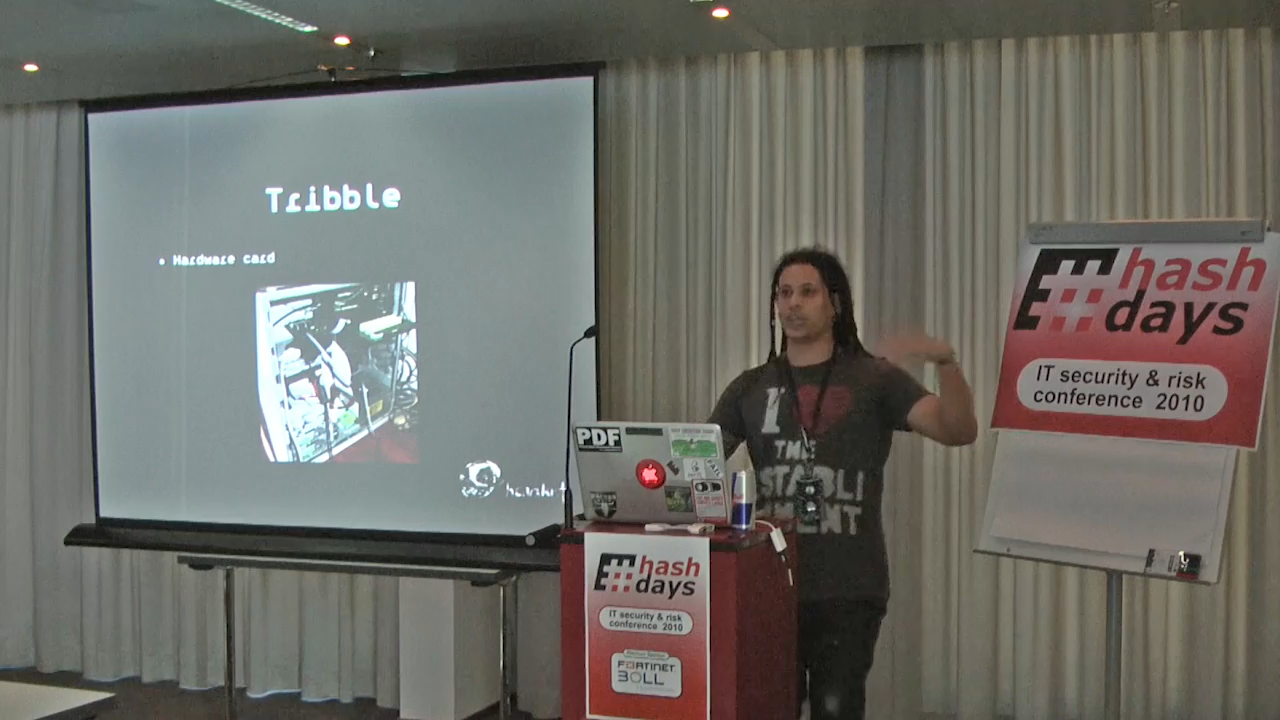 Tribble
• Hardware card
hash
days
IT security & risk
conference 2010
PDF
I
THE
STABLI
MENT
hash
days
IT security & risk
conference 2010
FORTINET
BOLL